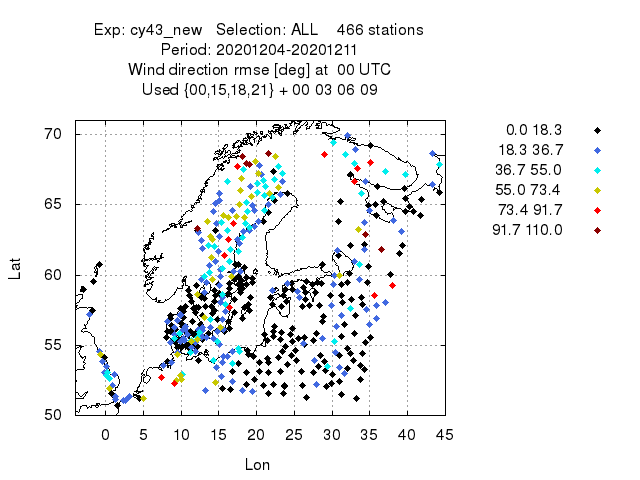 Exp: cy43_new   Selection: ALL    466 stations
Period: 20201204-20201211
Wind direction rmse [deg] at  00 UTC
Used {00,15,18,21} + 00 03 06 09
0.0 18.3
18.3 36.7
36.7 55.0
55.0 73.4
73.4 91.7
91.7 110.0
Lat
70
65
60
55
50
0 5 10 15 20 25 30 35 40 45
Lon